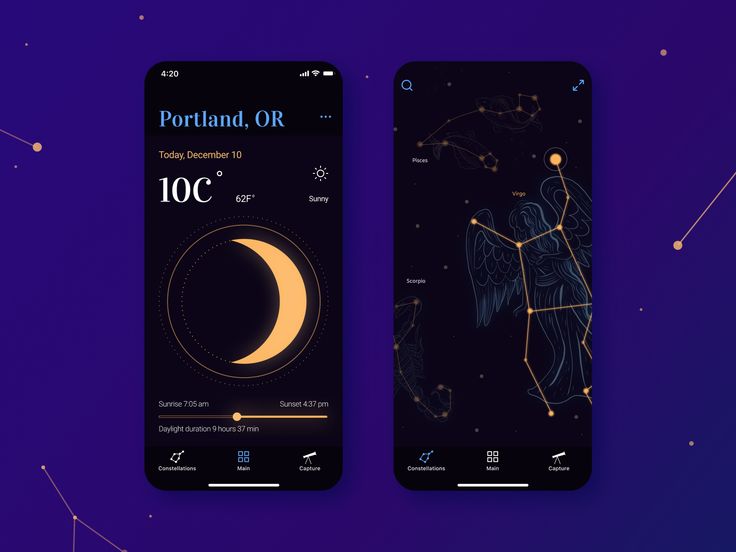 4:20
Portland, OR
Today, December 10
10C°
62F°
Sunny
Sunrise 7:05 am
Sunset 4:37 pm
Daylight duration 9 hours 37 min
Constellations
Main
Capture
Pisces
Virgo
Scorpio
Constellations
Main
Capture